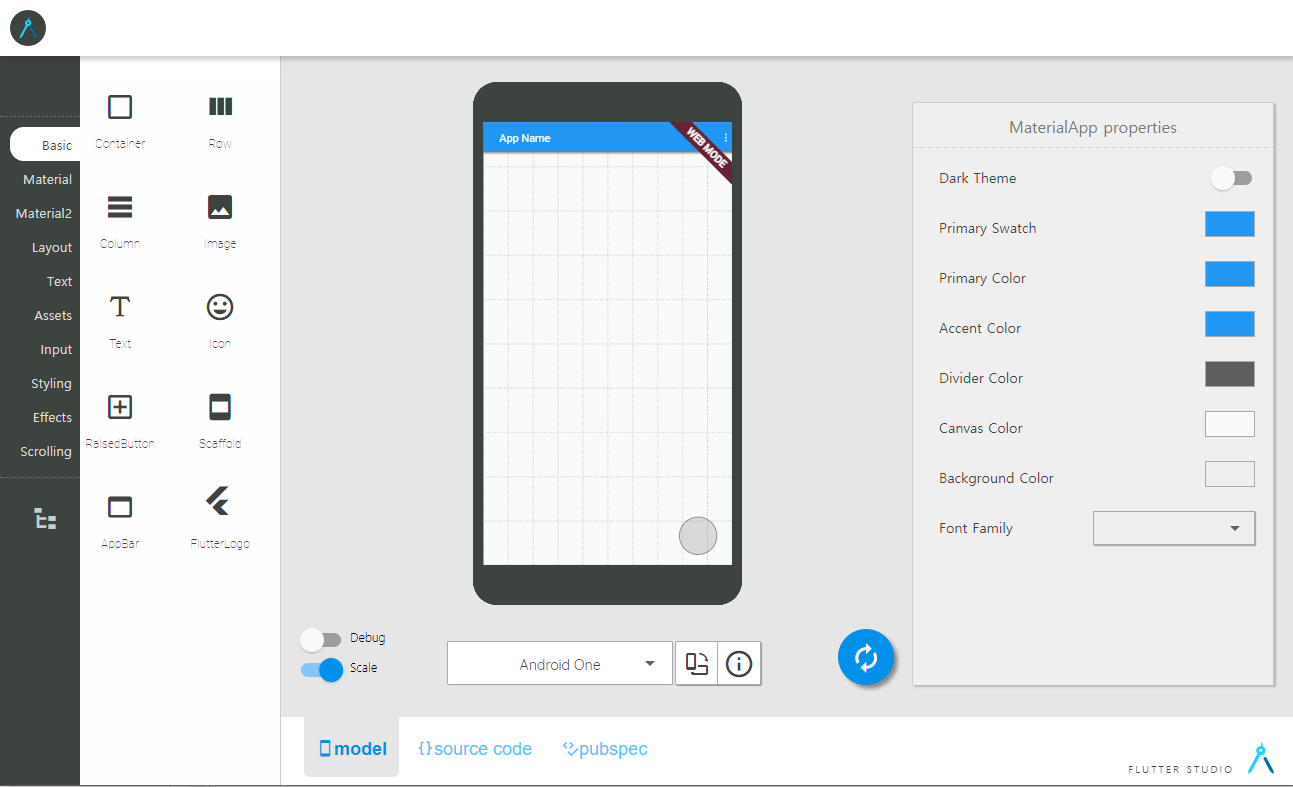 Basic
Material
Material2
Layout
Text
Assets
Input
Styling
Effects
Scrolling
Container
Row
Column
Image
Text
Icon
RaisedButton
Scaffold
AppBar
FlutterLogo
App Name
WEB MODE
Debug
Scale
Android One
MaterialApp properties
Dark Theme
Primary Swatch
Primary Color
Accent Color
Divider Color
Canvas Color
Background Color
Font Family
model
{}source code
pubspec
FLUTTER STUDIO